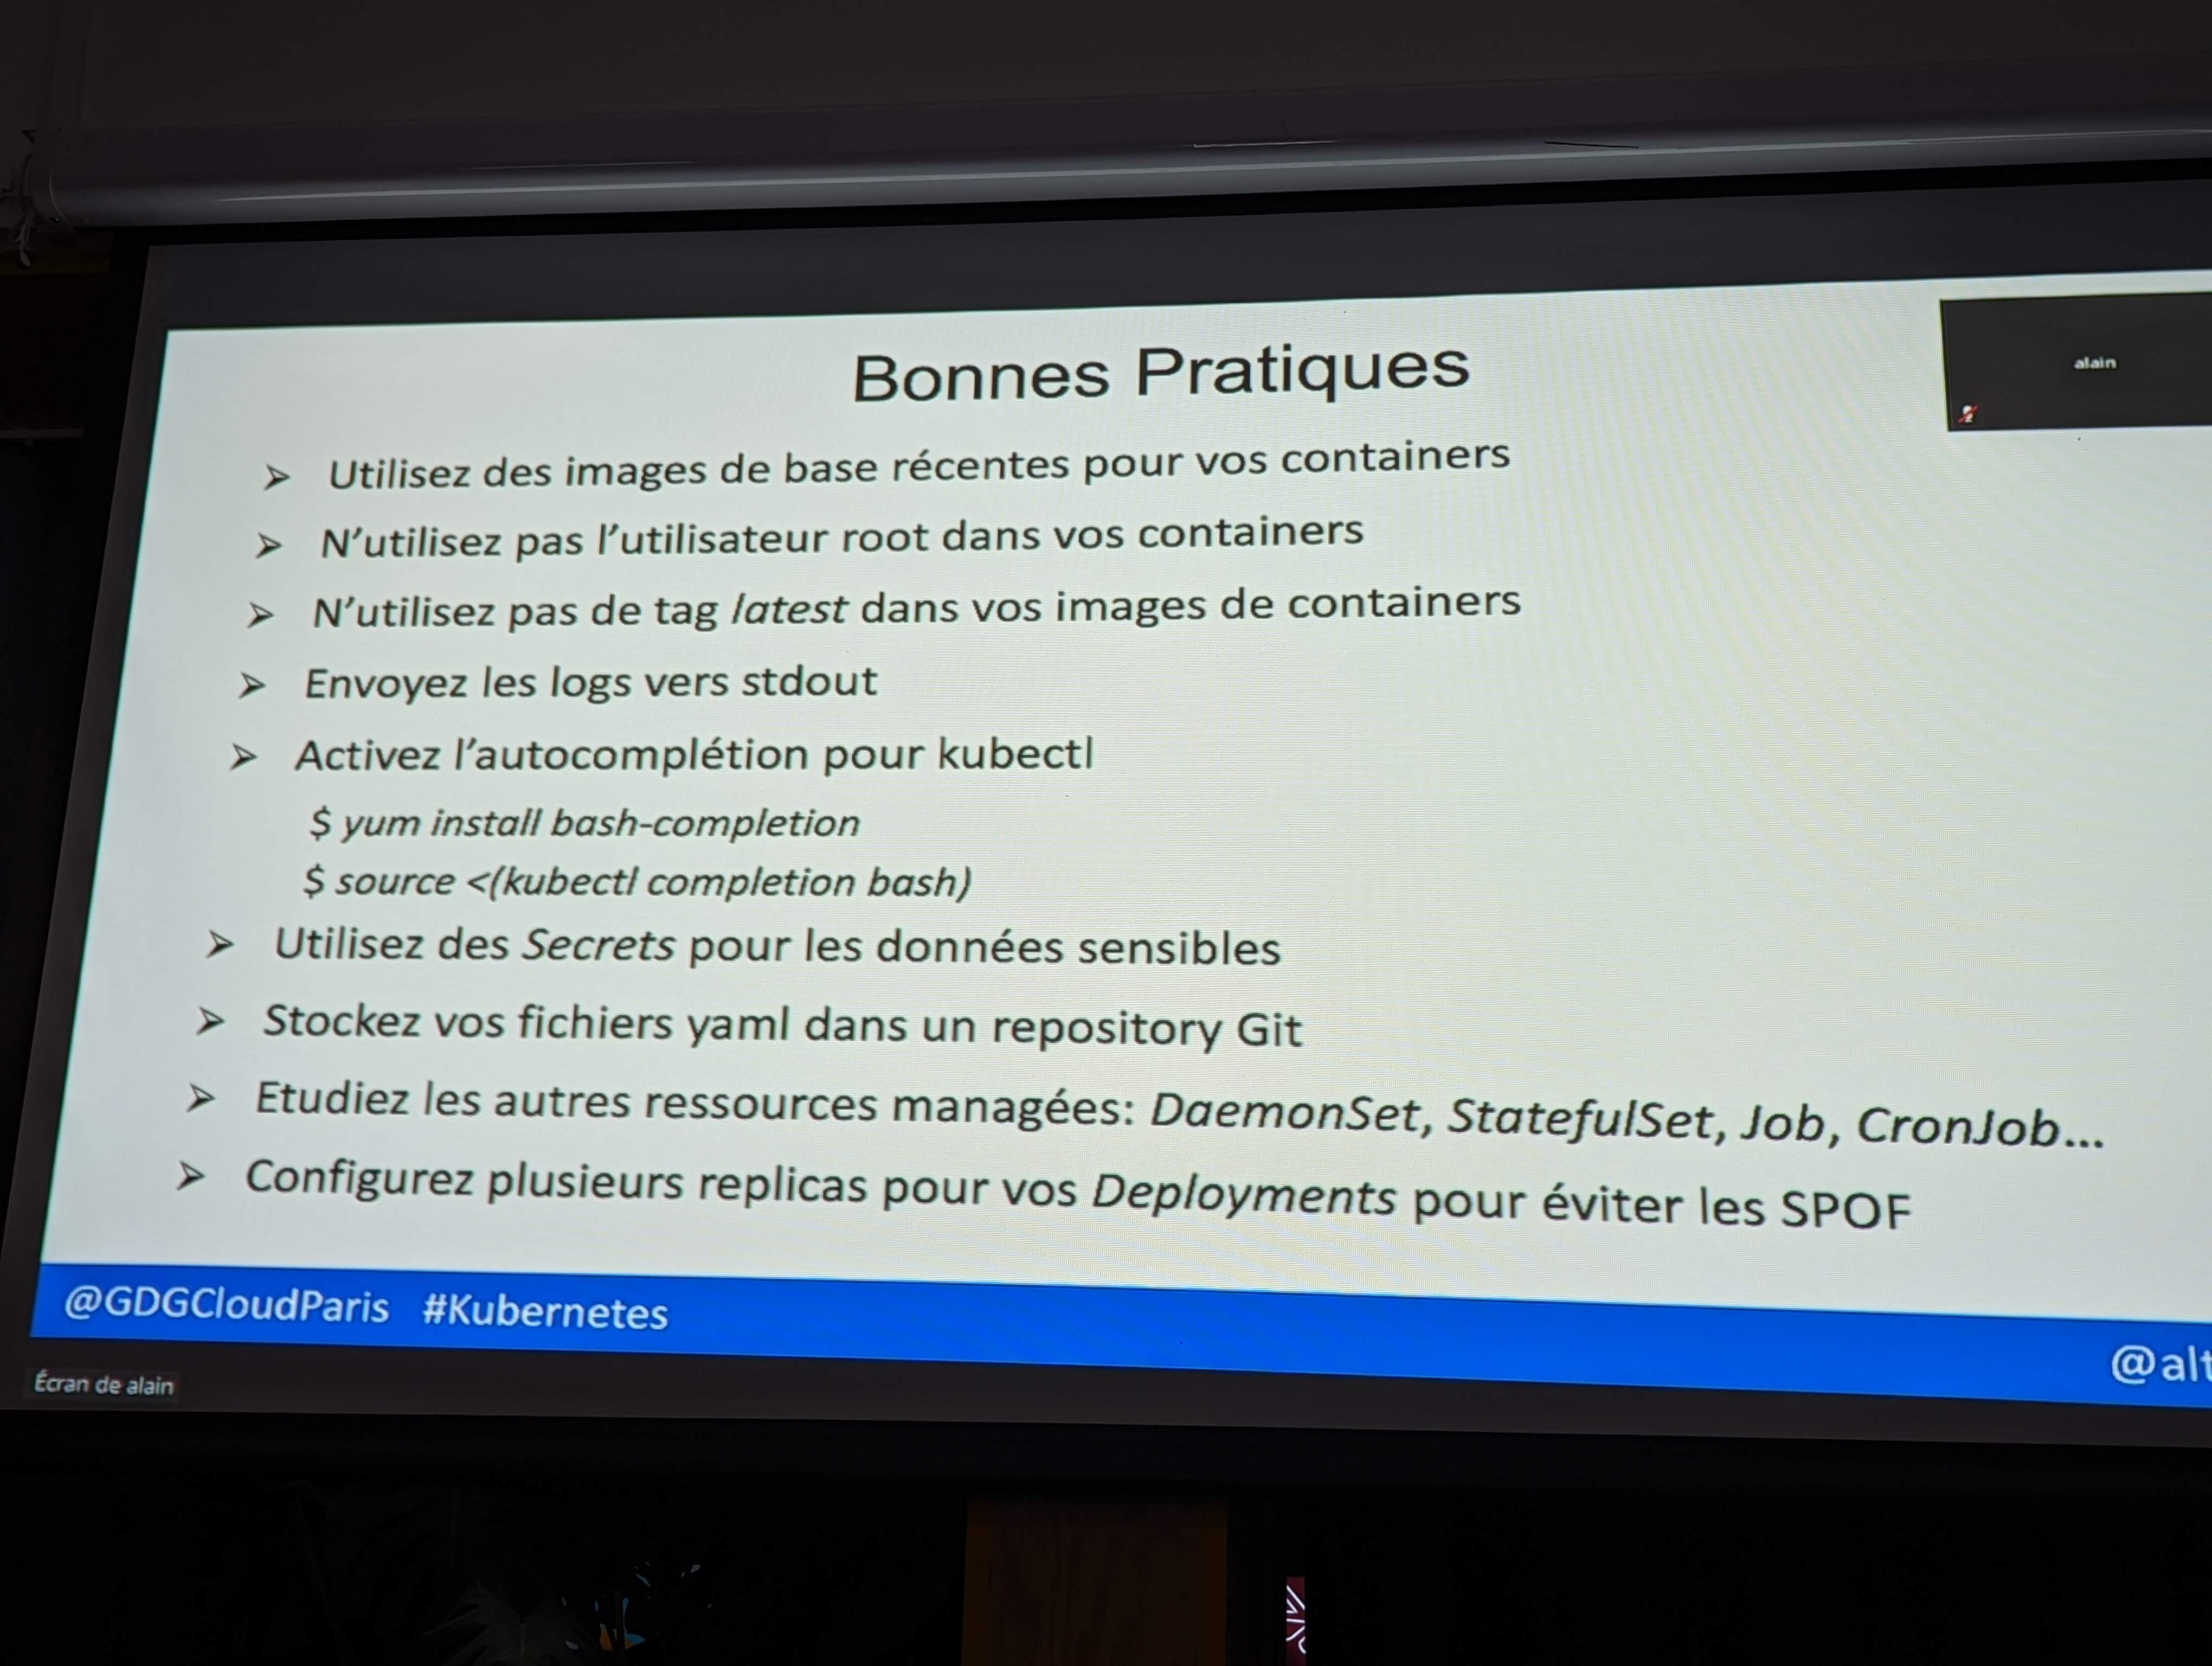 Bonnes Pratiques
alain
➢ Utilisez des images de base récentes pour vos containers
➢ N'utilisez pas l'utilisateur root dans vos containers
➢ N'utilisez pas de tag latest dans vos images de containers
➢ Envoyez les logs vers stdout
➢ Activez l'autocomplétion pour kubectl
$ yum install bash-completion
$ source <(kubectl completion bash)
➢ Utilisez des Secrets pour les données sensibles
➢ Stockez vos fichiers yaml dans un repository Git
➢ Etudiez les autres ressources managées: DaemonSet, StatefulSet, Job, CronJob...
➢ Configurez plusieurs replicas pour vos Deployments pour éviter les SPOF
@GDGCloudParis #Kubernetes
@alt
Écran de alain